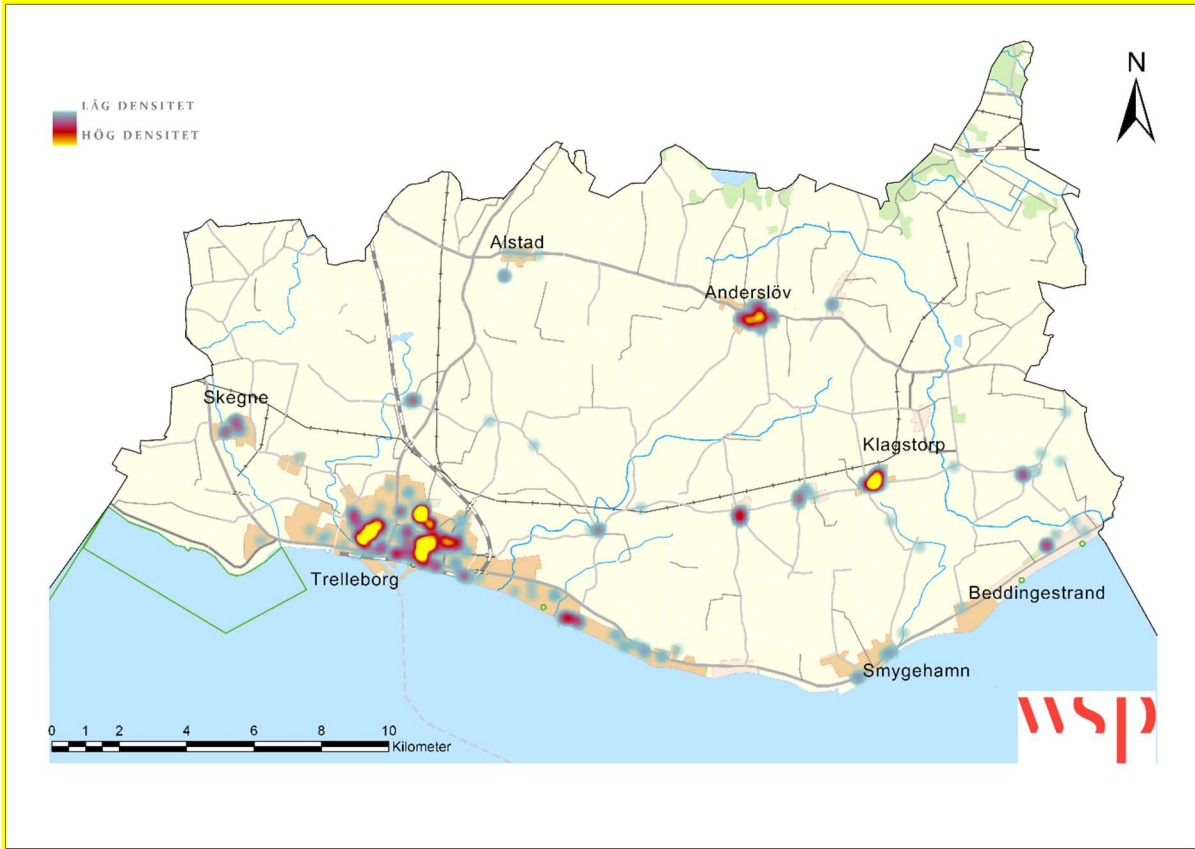 LÅG DENSITET
HÖG DENSITET
N
Alstad
Anderslöv
Skegne
Klagstorp
Trelleborg
Beddingestrand
Smygehamn
0 1 2 4 6 8 10
Kilometer
wsp